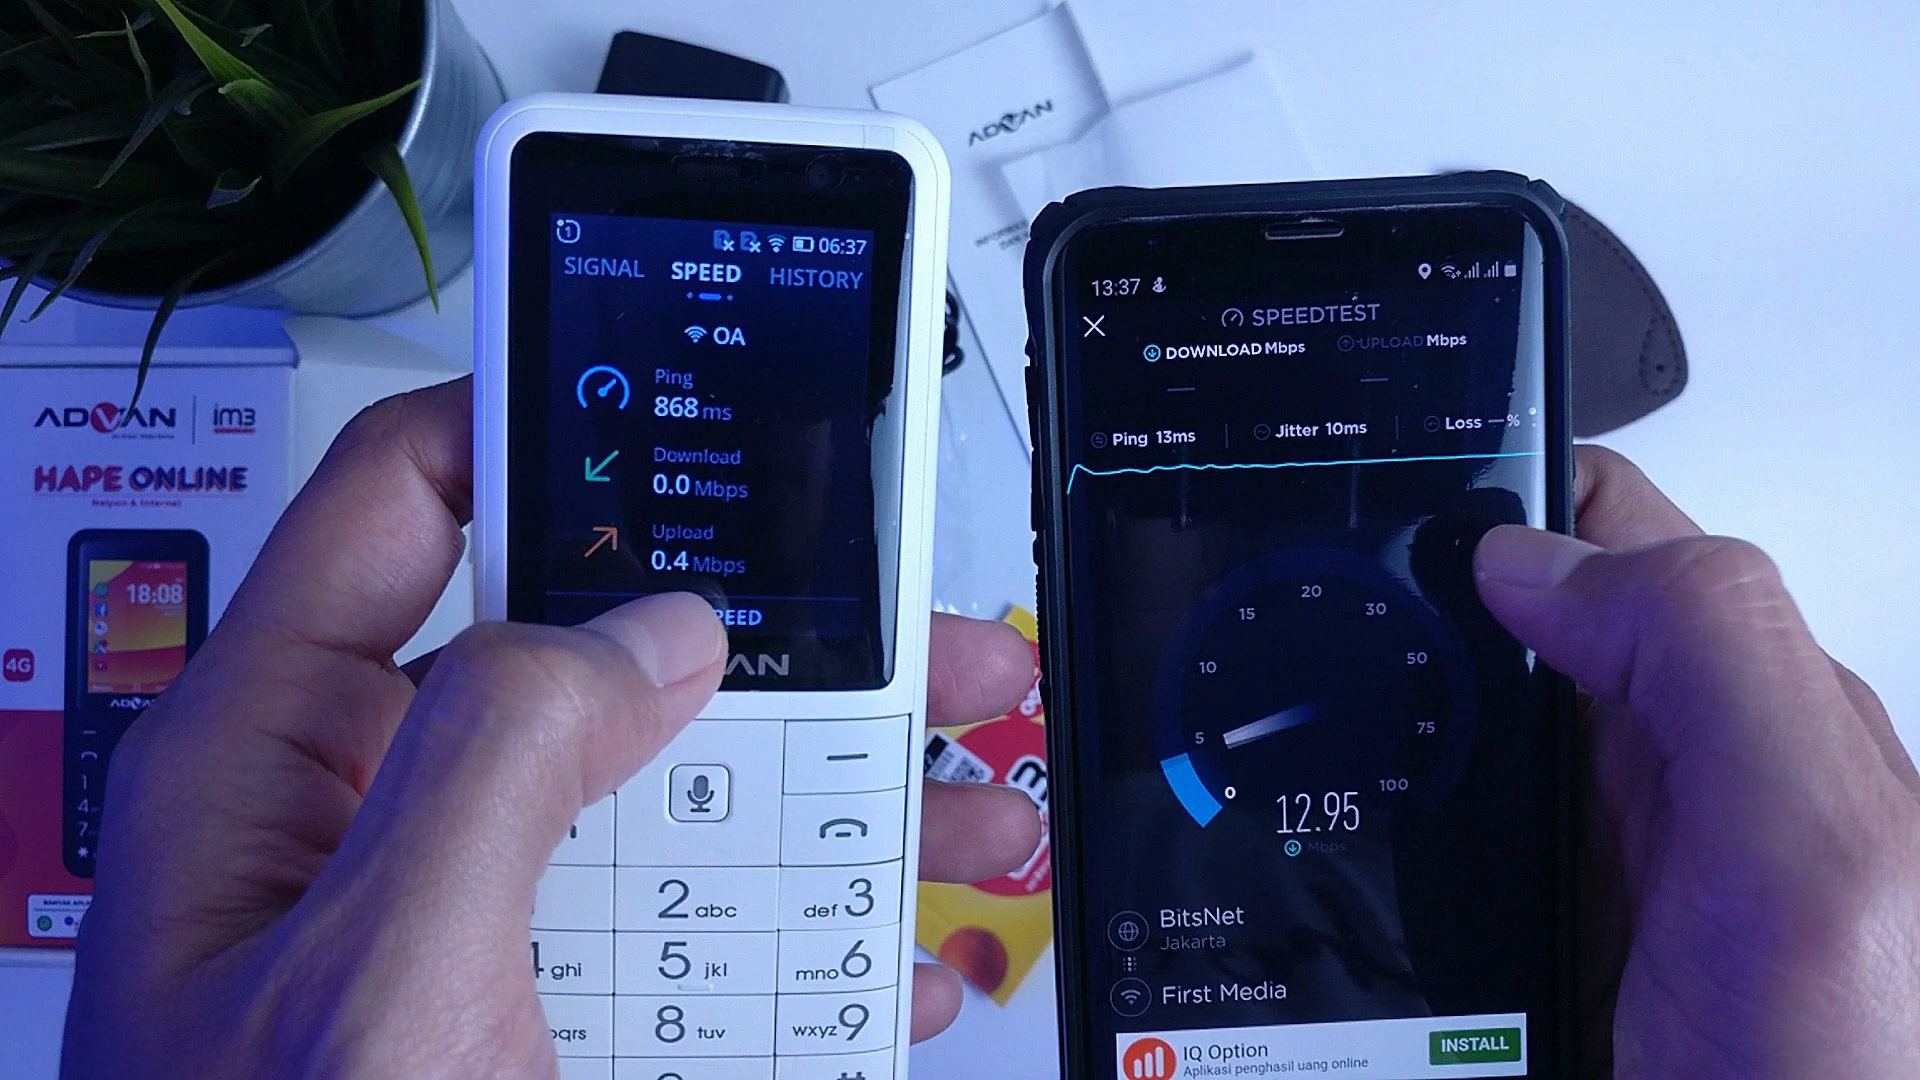 ADVAN
06:37
SIGNAL SPEED HISTORY
OA
Ping
868 ms
Download
0.0 Mbps
Upload
0.4 Mbps
2 abc
def 3
ghi
5 jkl
mno 6
8 tuv
wxyz 9
#
13:37
SPEEDTEST
DOWNLOAD Mbps
UPLOAD Mbps
Ping 13ms
Jitter 10ms
Loss — %
0
5
10
15
20
30
50
75
100
12.95
Mbps
BitsNet
Jakarta
First Media
IQ Option
Aplikasi penghasil uang online
INSTALL
ADVAN im3
HAPE ONLINE
Nelpon & Internet
18:08
4G